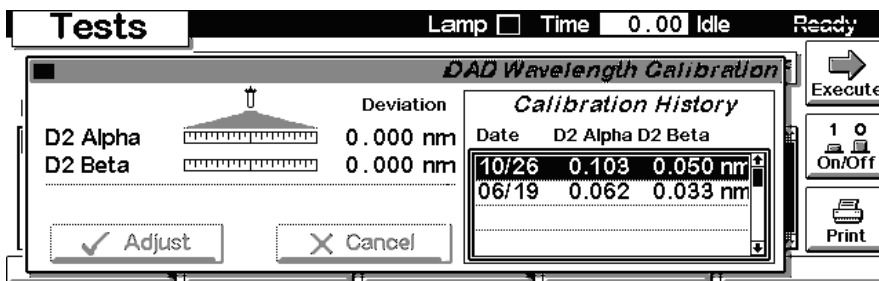 Tests
Lamp Time 0.00 Idle Ready
DAD Wavelength Calibration
Deviation
D2 Alpha 0.000 nm
D2 Beta 0.000 nm
Adjust Cancel
Calibration History
Date D2 Alpha D2 Beta
10/26 0.103 0.050 nm
06/19 0.062 0.033 nm
Execute
1 0
On/Off
Print